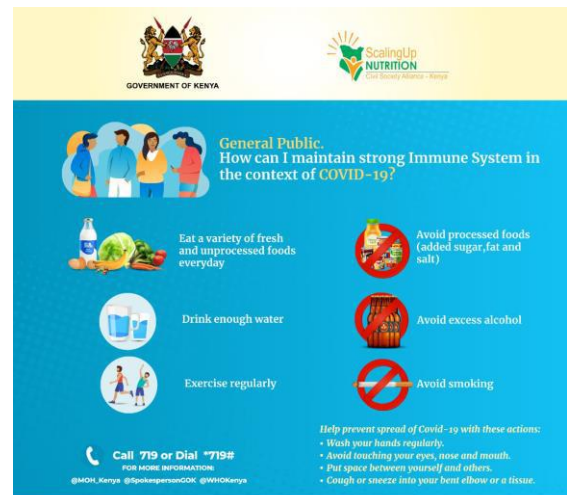 GOVERNMENT OF KENYA
ScalingUp
NUTRITION
Civil Society Alliance - Kenya
General Public.
How can I maintain strong Immune System in
the context of COVID-19?
Eat a variety of fresh
and unprocessed foods
everyday
Avoid processed foods
(added sugar,fat and
salt)
Drink enough water
Avoid excess alcohol
Exercise regularly
Avoid smoking
Call 719 or Dial *719#
FOR MORE INFORMATION:
@MOH_Kenya @SpokespersonGOK @WHOKenya
Help prevent spread of Covid-19 with these actions:
• Wash your hands regularly.
• Avoid touching your eyes, nose and mouth.
• Put space between yourself and others.
• Cough or sneeze into your bent elbow or a tissue.